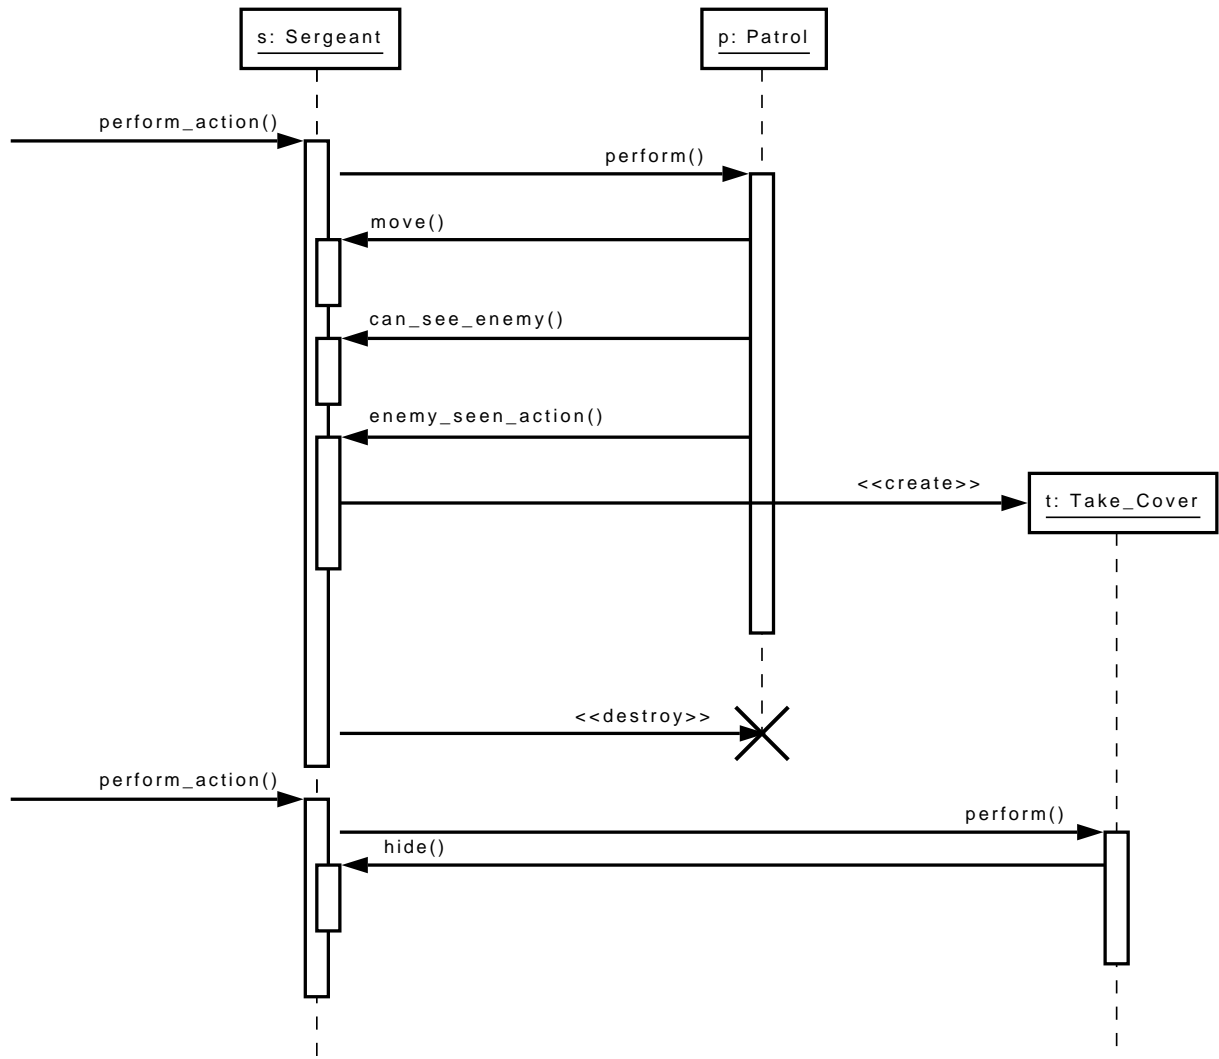 s: Sergeant
p: Patrol
perform_action()
perform()
move()
can_see_enemy()
enemy_seen_action()
<<create>>
t: Take_Cover
<<destroy>>
perform_action()
perform()
hide()